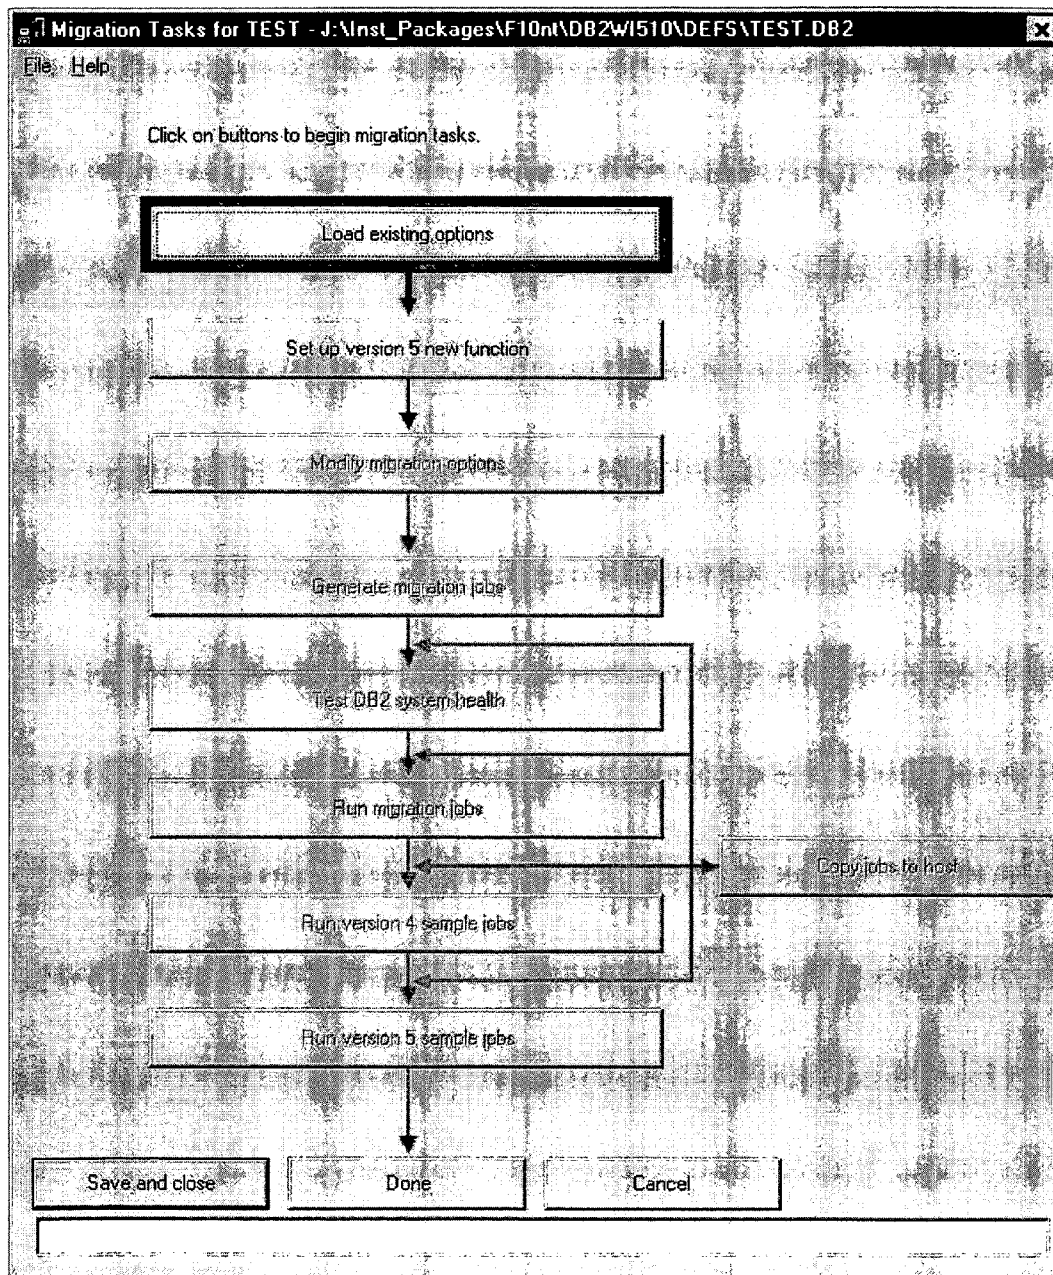 Migration Tasks for TEST - J:\Inst_Packages\F10nt\DB2WI510\DEFS\TEST.DB2
File Help
Click on buttons to begin migration tasks.
Load existing options
Set up version 5 new function
Modify migration options
Generate migration jobs
Test DB2 system health
Run migration jobs
Copy jobs to host
Run version 4 sample jobs
Run version 5 sample jobs
Save and close Done Cancel